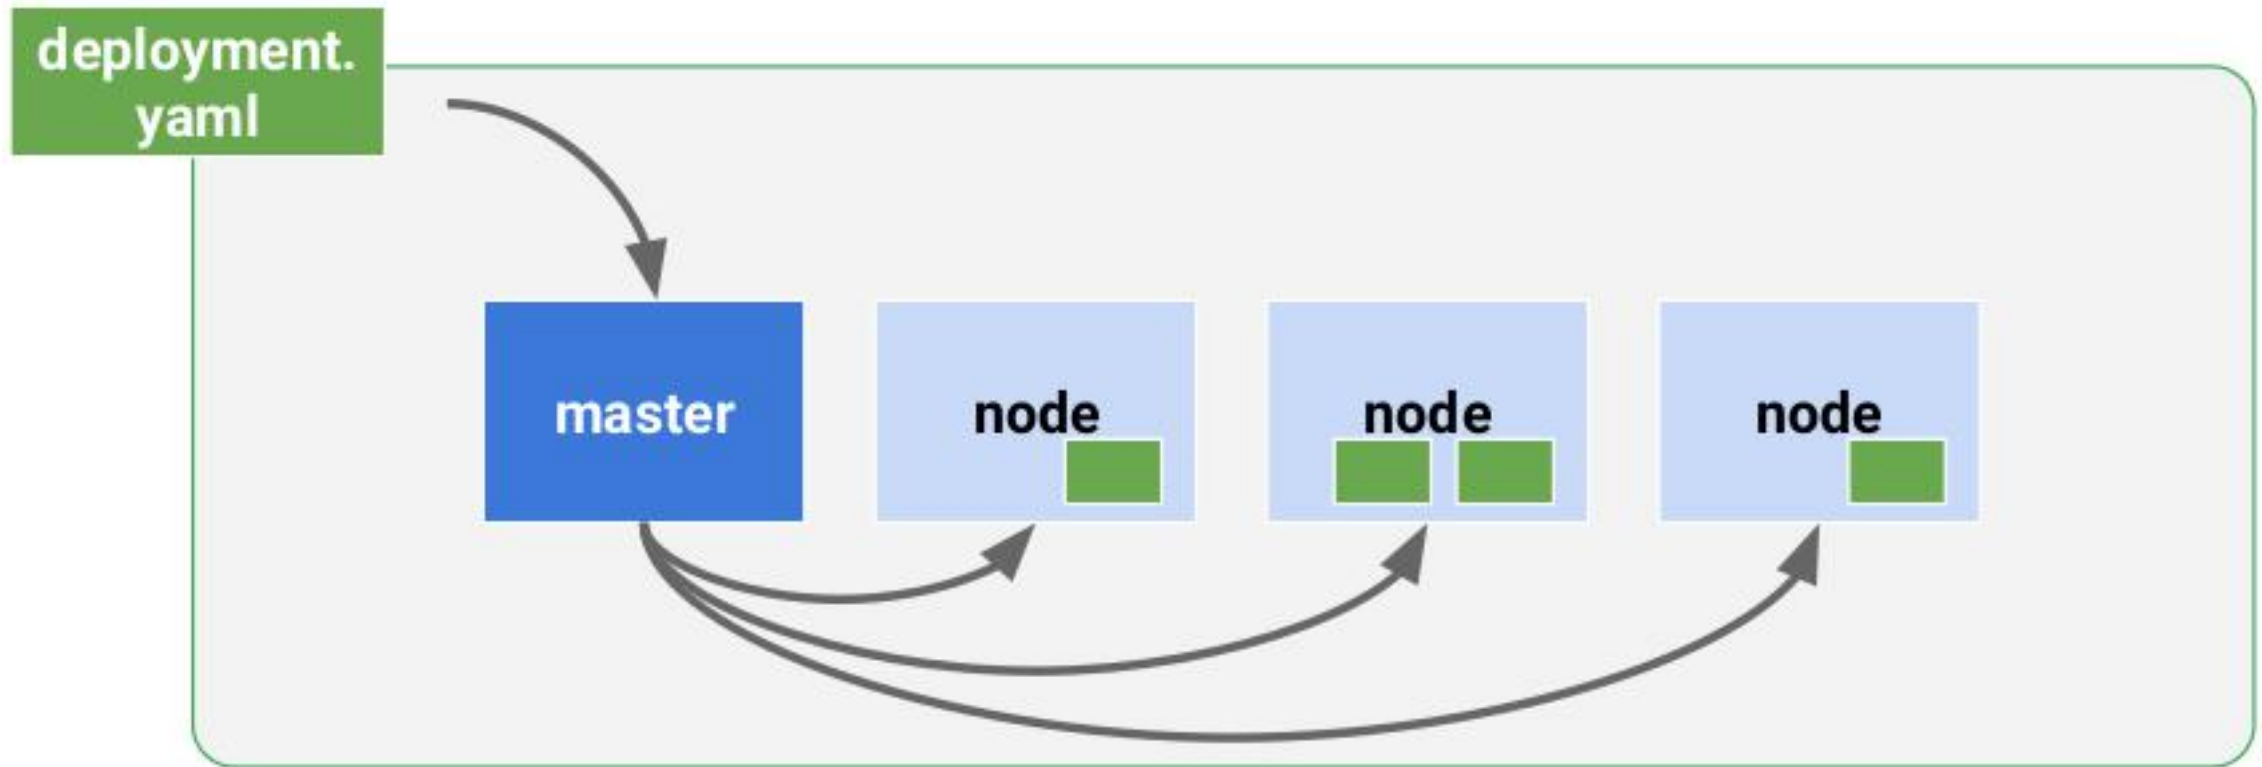 deployment.
yaml
master
node
node
node